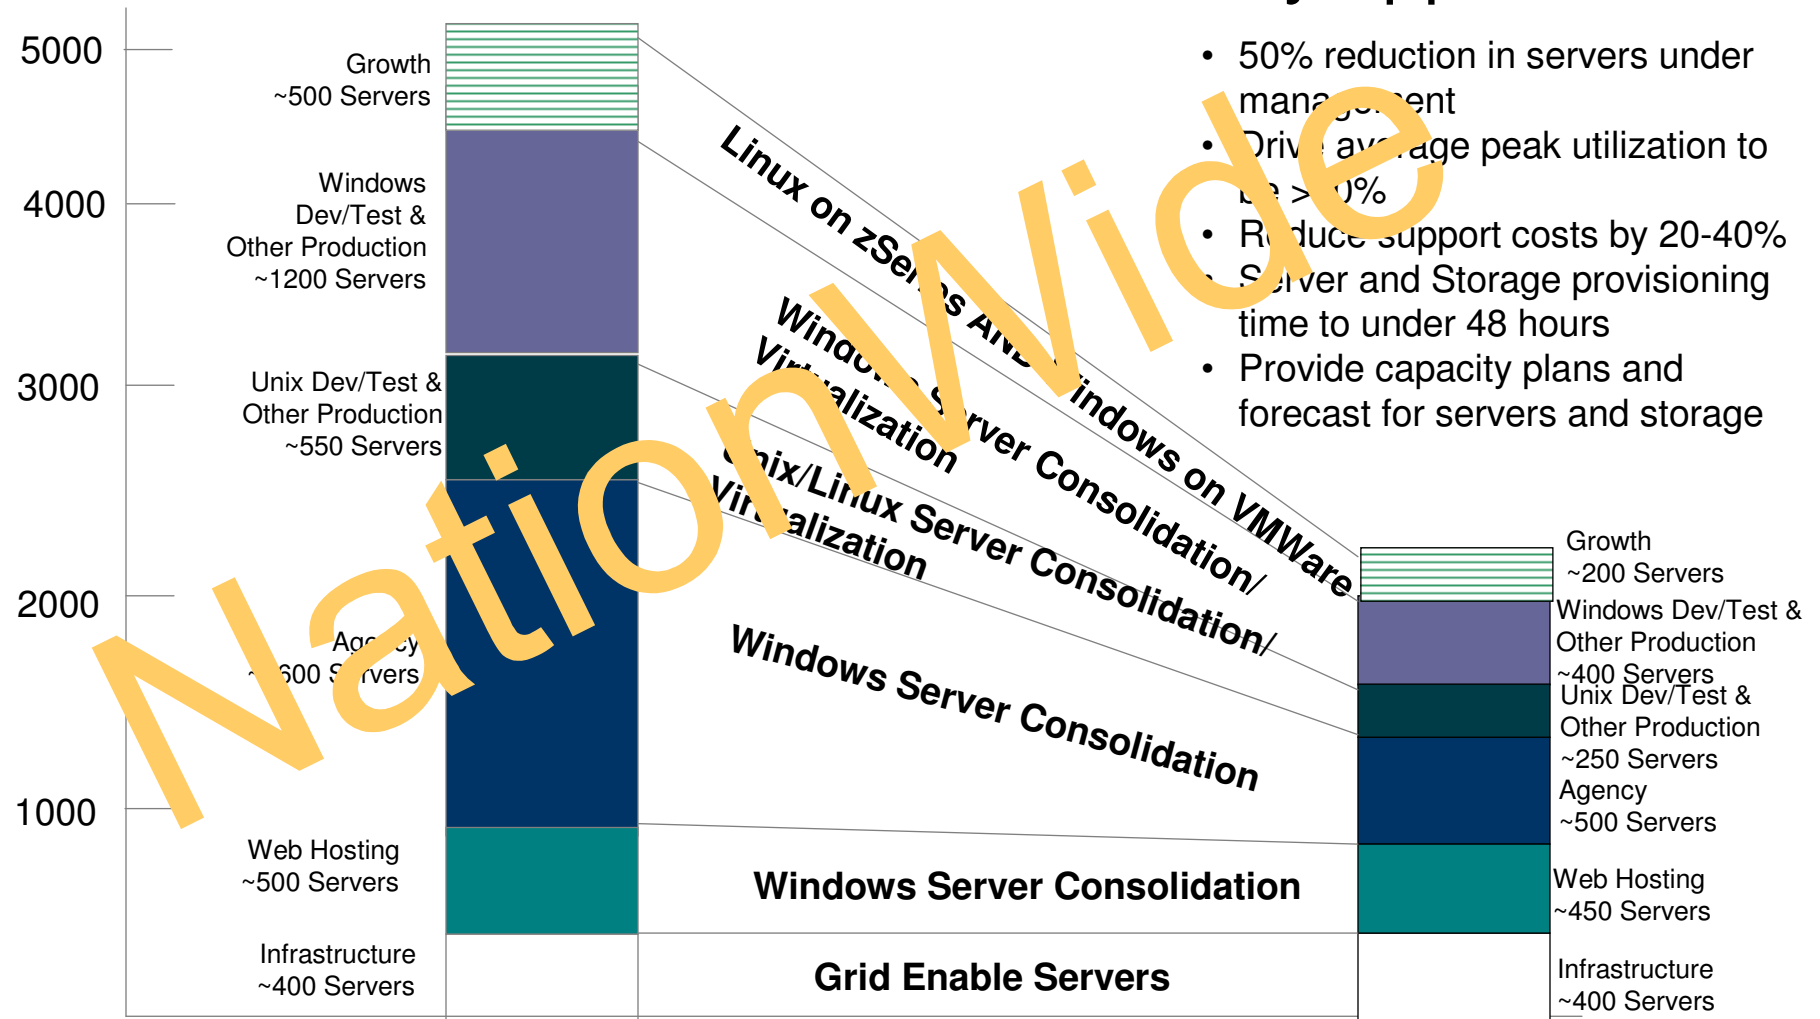 5000
4000
3000
2000
1000
Growth
~500 Servers
Windows
Dev/Test &
Other Production
~1200 Servers
Unix Dev/Test &
Other Production
~550 Servers
Agency
Servers
Web Hosting
~500 Servers
Infrastructure
~400 Servers
Linux on zSeries AND Windows on VMWare
Windows Server Consolidation/
Virtualization
Unix/Linux Server Consolidation/
Virtualization
Windows Server Consolidation
Windows Server Consolidation
Grid Enable Servers
• 50% reduction in servers under
management
• Drive average peak utilization to
be >
• Reduce support costs by 20-40%
• Server and Storage provisioning
time to under 48 hours
• Provide capacity plans and
forecast for servers and storage
Growth
~200 Servers
Windows Dev/Test &
Other Production
~400 Servers
Unix Dev/Test &
Other Production
~250 Servers
Agency
~500 Servers
Web Hosting
~450 Servers
Infrastructure
~400 Servers
NationWide